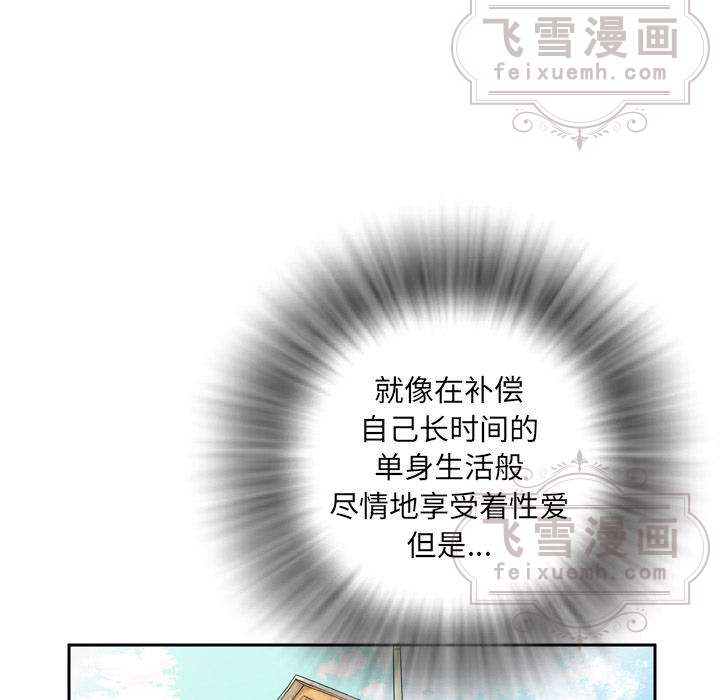 飞雪漫画
feixuemh.com
就像在补偿
自己长时间的
单身生活般
尽情地享受着性爱
但是...
飞雪漫画
feixuemh.com